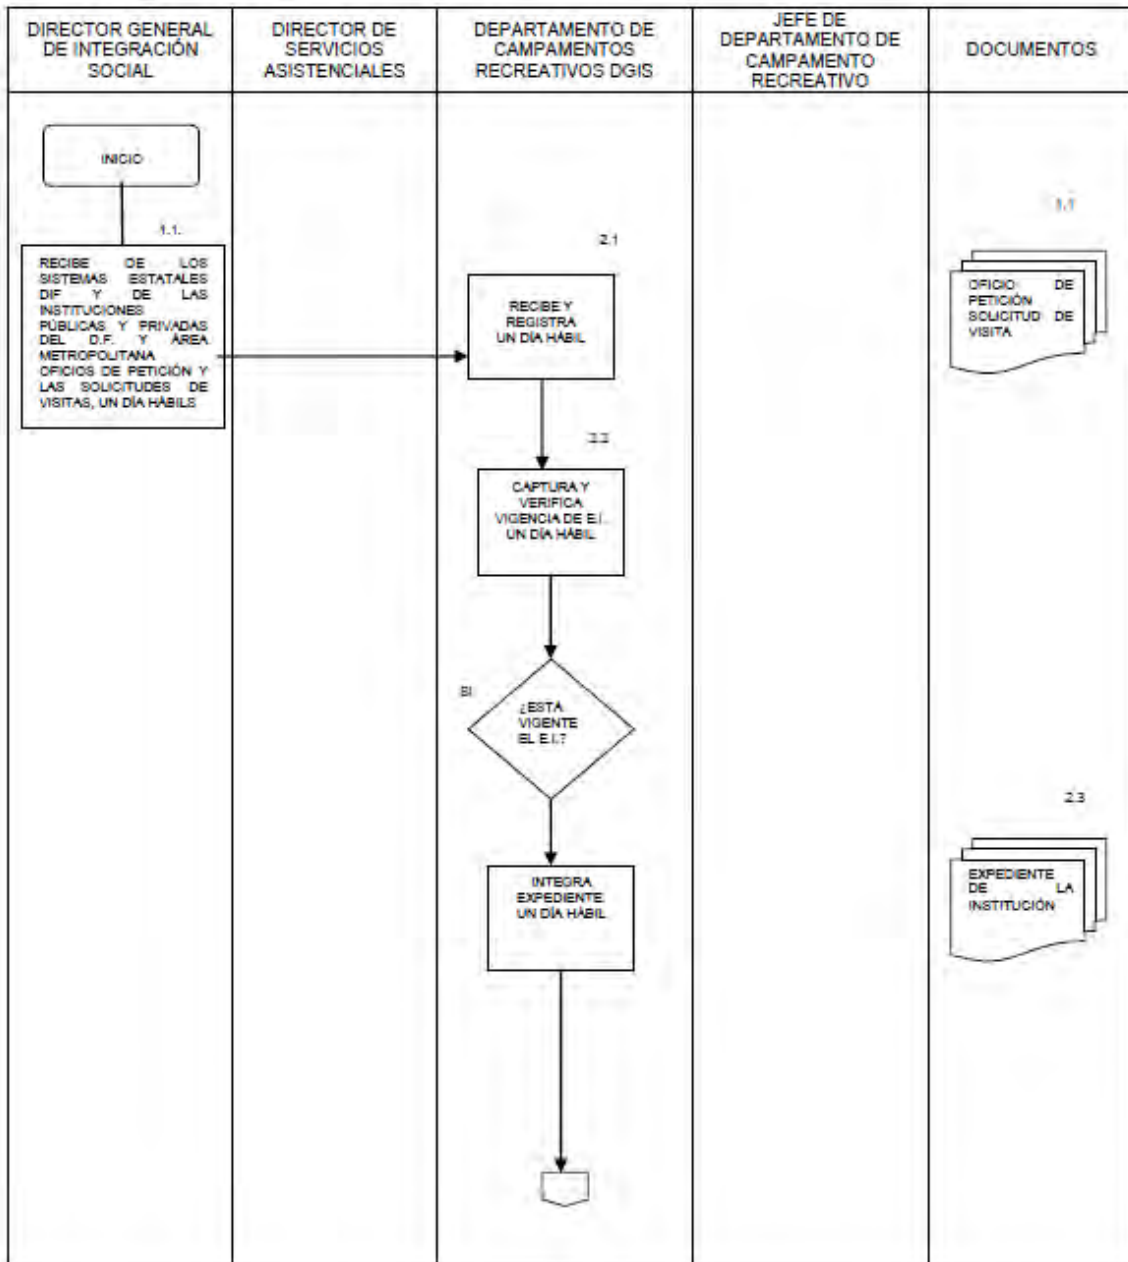 DIRECTOR GENERAL
DE INTEGRACIÓN
SOCIAL
DIRECTOR DE
SERVICIOS
ASISTENCIALES
DEPARTAMENTO DE
CAMPAMENTOS
RECREATIVOS DGIS
JEFE DE
DEPARTAMENTO DE
CAMPAMENTO
RECREATIVO
DOCUMENTOS
INICIO
1.1.
RECIBE DE LOS
SISTEMAS ESTATALES
DIF Y DE LAS
INSTITUCIONES
PÚBLICAS Y PRIVADAS
DEL D.F. Y ÁREA
METROPOLITANA
OFICIOS DE PETICIÓN Y
LAS SOLICITUDES DE
VISITAS, UN DÍA HÁBILS
2.1
RECIBE Y
REGISTRA
UN DÍA HÁBIL
1.1
OFICIO DE
PETICIÓN
SOLICITUD DE
VISITA
2.2
CAPTURA Y
VERIFICA
VIGENCIA DE E.I.
UN DÍA HÁBIL
SI
¿ESTÁ
VIGENTE
EL E.I.?
INTEGRA
EXPEDIENTE
UN DÍA HÁBIL
2.3
EXPEDIENTE
DE LA
INSTITUCIÓN